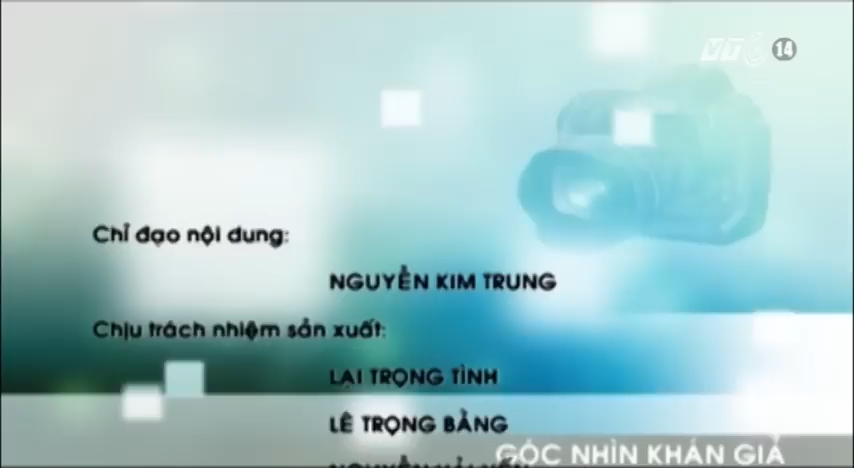 VTC 14
Chỉ đạo nội dung:
NGUYỄN KIM TRUNG
Chịu trách nhiệm sản xuất:
LẠI TRỌNG TÌNH
LÊ TRỌNG BẰNG
GÓC NHÌN KHÁN GIẢ